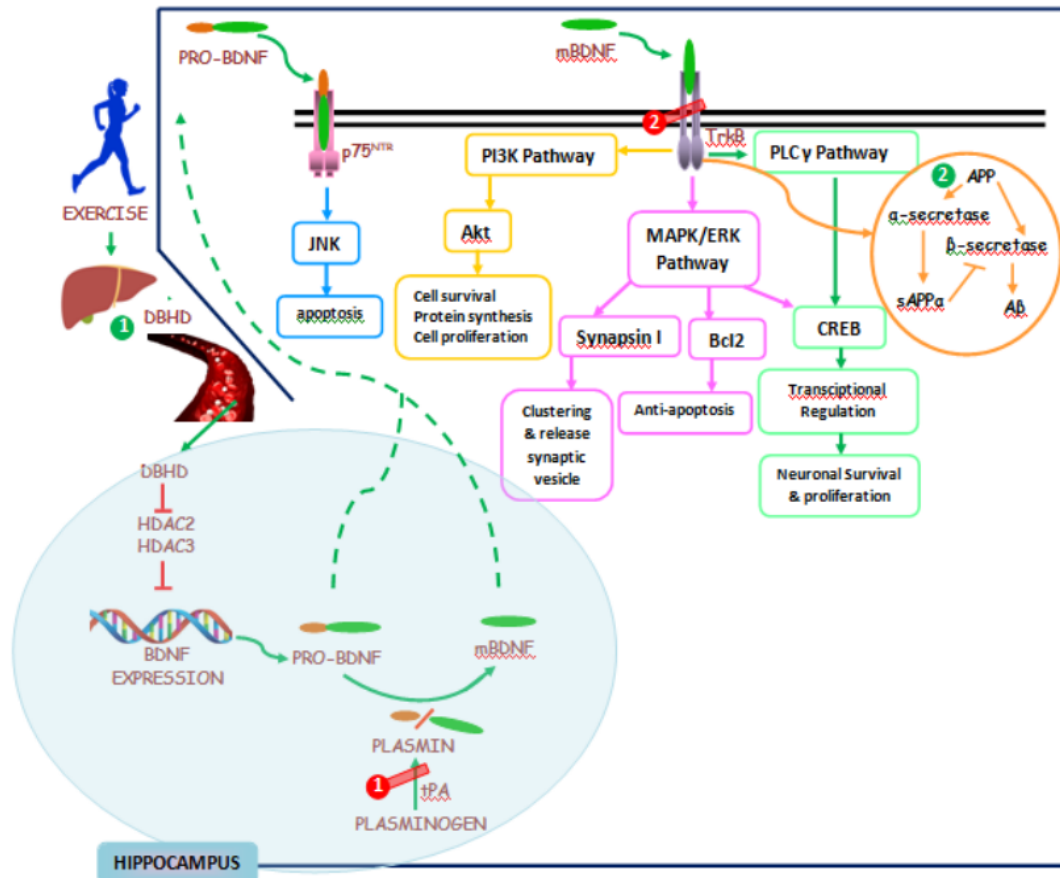 PRO-BDNF
mBDNF
2
TrkB
p75NTR
EXERCISE
PI3K Pathway
PLCγ Pathway
2
APP
α-secretase
β-secretase
sAPPα
Aβ
JNK
Akt
MAPK/ERK
Pathway
1
DBHD
apoptosis
Cell survival
Protein synthesis
Cell proliferation
Synapsin I
Bcl2
CREB
Clustering
& release
synaptic
vesicle
Anti-apoptosis
Transciptional
Regulation
Neuronal Survival
& proliferation
DBHD
HDAC2
HDAC3
BDNF
EXPRESSION
PRO-BDNF
mBDNF
PLASMIN
1
tPA
PLASMINOGEN
HIPPOCAMPUS